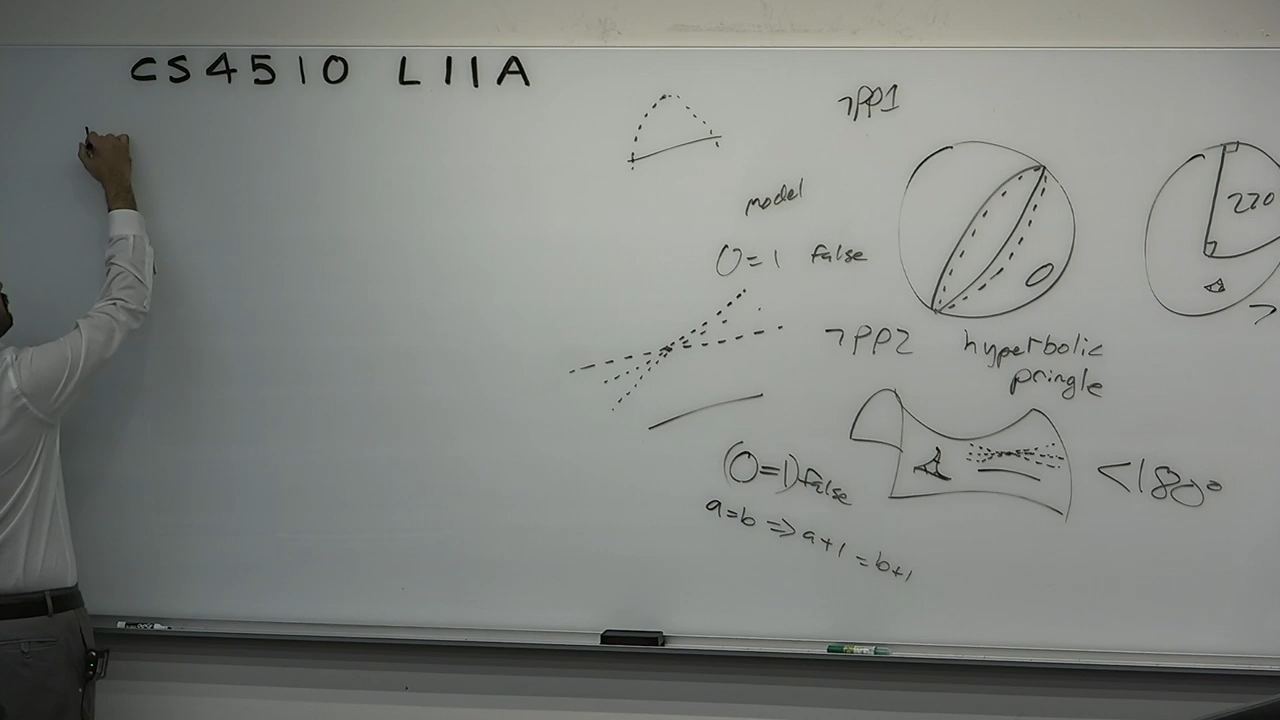 CS4510 L11A
¬PP1
model
0=1 false
220
¬PP2
hyperbolic
pringle
(0=1) false
<180°
a=b => a+1 = b+1